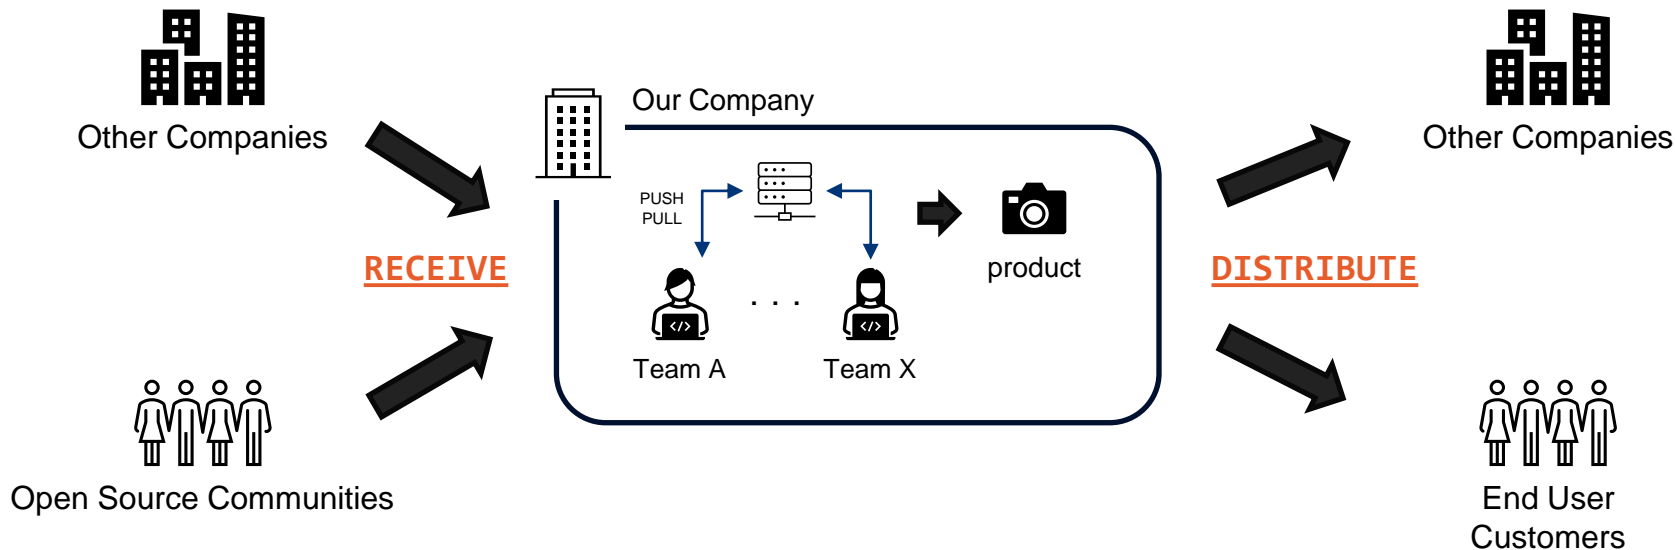 Other Companies
Open Source Communities
RECEIVE
Our Company
PUSH
PULL
</>
</>
. . .
Team A
Team X
product
DISTRIBUTE
Other Companies
End User
Customers